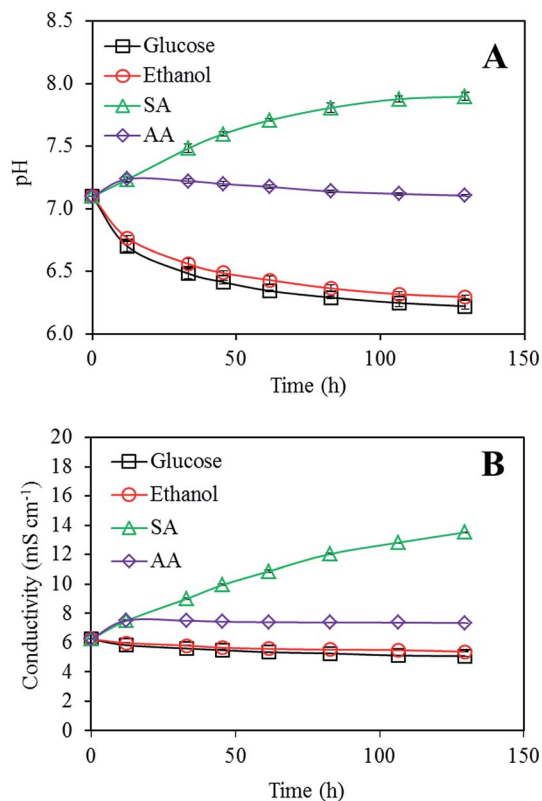 A
Glucose
Ethanol
SA
AA
8.5
8.0
7.5
7.0
6.5
6.0
pH
0 50 100 150
Time (h)
B
Glucose
Ethanol
SA
AA
20
18
16
14
12
10
8
6
4
2
0
Conductivity (mS cm⁻¹)
0 50 100 150
Time (h)